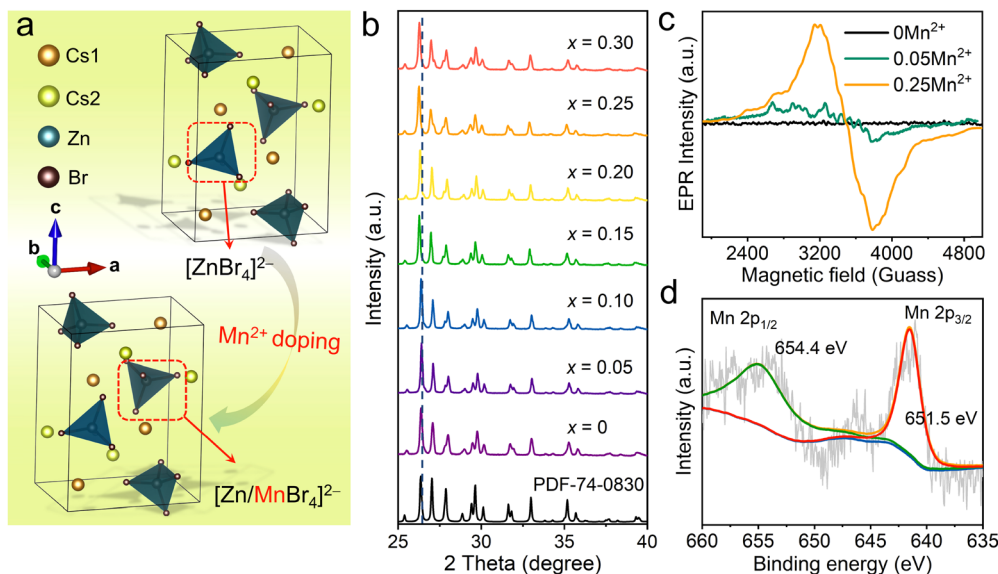 a
Cs1
Cs2
Zn
Br
c
b
a
[ZnBr₄]²⁻
Mn²⁺ doping
[Zn/MnBr₄]²⁻
b
Intensity (a.u.)
x = 0.30
x = 0.25
x = 0.20
x = 0.15
x = 0.10
x = 0.05
x = 0
PDF-74-0830
25 30 35 40
2 Theta (degree)
c
EPR Intensity (a.u.)
0Mn²⁺
0.05Mn²⁺
0.25Mn²⁺
2400 3200 4000 4800
Magnetic field (Guass)
d
Intensity (a.u.)
Mn 2p₁/₂
654.4 eV
Mn 2p₃/₂
651.5 eV
660 655 650 645 640 635
Binding energy (eV)